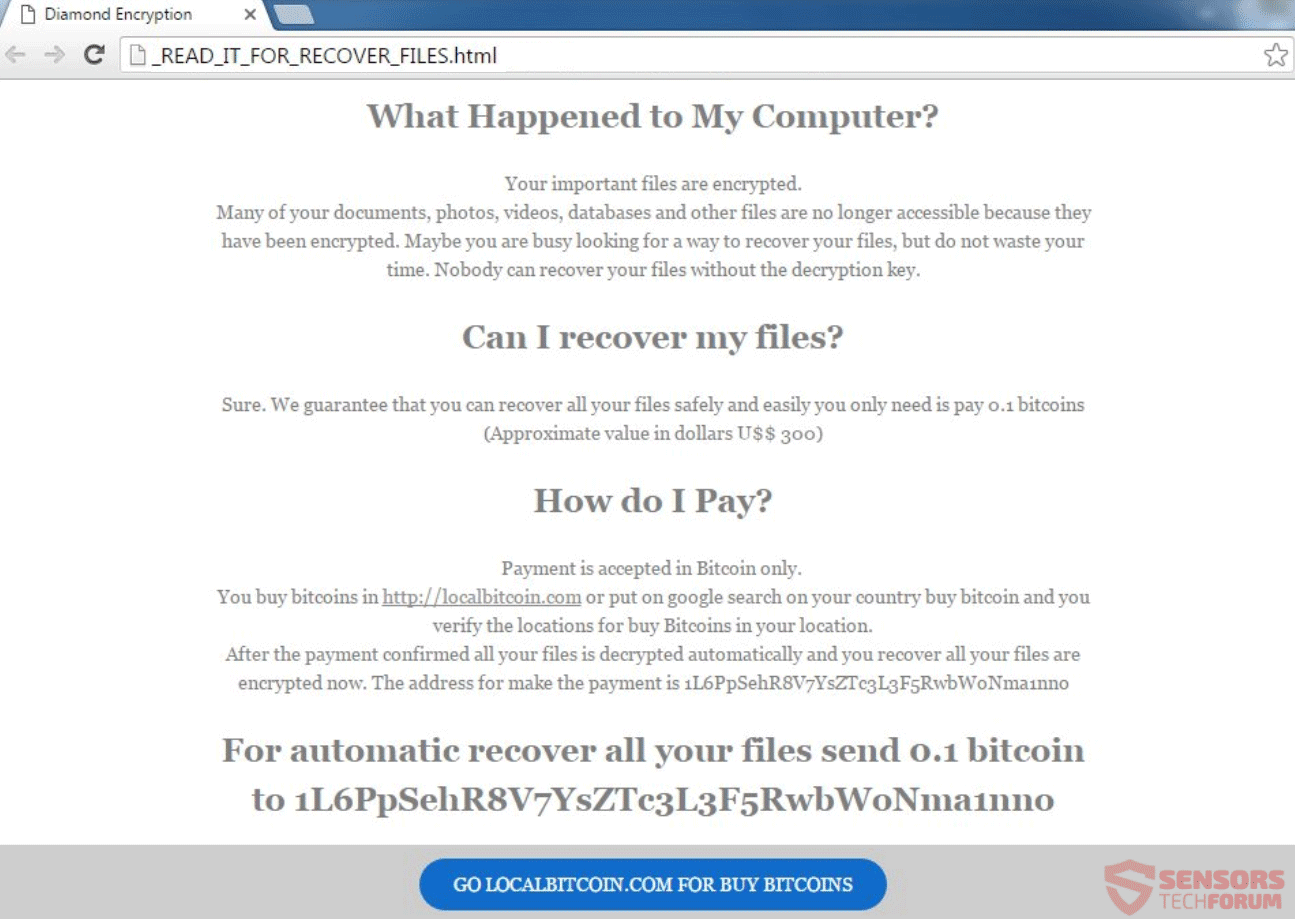 Diamond Encryption
_READ_IT_FOR_RECOVER_FILES.html
What Happened to My Computer?
Your important files are encrypted.
Many of your documents, photos, videos, databases and other files are no longer accessible because they
have been encrypted. Maybe you are busy looking for a way to recover your files, but do not waste your
time. Nobody can recover your files without the decryption key.
Can I recover my files?
Sure. We guarantee that you can recover all your files safely and easily you only need is pay 0.1 bitcoins
(Approximate value in dollars U$$ 300)
How do I Pay?
Payment is accepted in Bitcoin only.
You buy bitcoins in http://localbitcoin.com or put on google search on your country buy bitcoin and you
verify the locations for buy Bitcoins in your location.
After the payment confirmed all your files is decrypted automatically and you recover all your files are
encrypted now. The address for make the payment is 1L6PpSehR8V7YsZTc3L3F5RwbWoNma1nno
For automatic recover all your files send 0.1 bitcoin
to 1L6PpSehR8V7YsZTc3L3F5RwbWoNma1nno
GO LOCALBITCOIN.COM FOR BUY BITCOINS
SENSORS
TECHFORUM